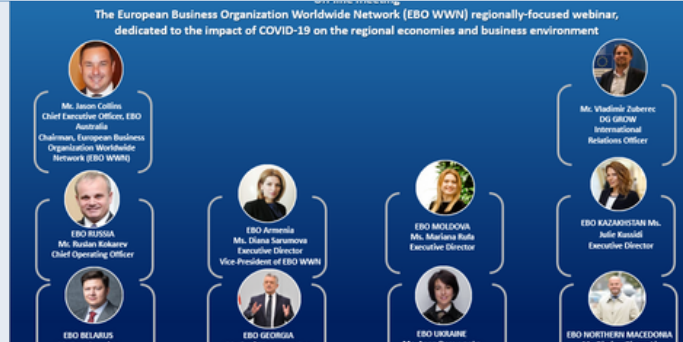 On-line meeting
The European Business Organization Worldwide Network (EBO WWN) regionally-focused webinar,
dedicated to the impact of COVID-19 on the regional economies and business environment
Mr. Jason Collins
Chief Executive Officer, EBO
Australia
Chairman, European Business
Organization Worldwide
Network (EBO WWN)
Mr. Vladimir Zuberec
DG GROW
International
Relations Officer
EBO RUSSIA
Mr. Ruslan Kokarev
Chief Operating Officer
EBO Armenia
Ms. Diana Sarumova
Executive Director
Vice-President of EBO WWN
EBO MOLDOVA
Ms. Mariana Rufa
Executive Director
EBO KAZAKHSTAN Ms.
Julie Kassidi
Executive Director
EBO BELARUS
EBO GEORGIA
EBO UKRAINE
EBO NORTHERN MACEDONIA